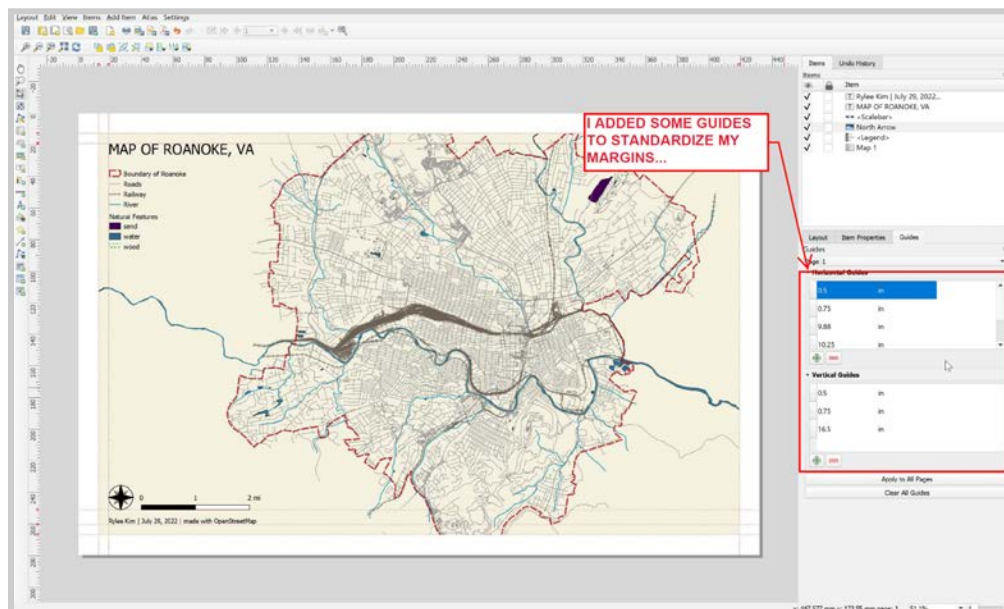 Layout Edit View Items Add Item Atlas Settings
Items Undo History
Items
Item
Rylee Kim | July 29, 2022...
MAP OF ROANOKE, VA
<Scalebar>
North Arrow
<Legend>
Map 1
I ADDED SOME GUIDES
TO STANDARDIZE MY
MARGINS...
MAP OF ROANOKE, VA
Boundary of Roanoke
Roads
Railway
River
Natural Features
sand
water
wood
0 1 2 mi
Rylee Kim | July 29, 2022 | made with OpenStreetMap
Layout Item Properties Guides
Guides
Page 1
Horizontal Guides
0.5 in
0.75 in
9.88 in
10.25 in
Vertical Guides
0.5 in
0.75 in
16.5 in
Apply to All Pages
Clear All Guides